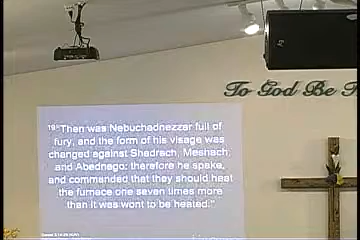 To God Be
19 "Then was Nebuchadnezzar full of
fury, and the form of his visage was
changed against Shadrach, Meshach,
and Abednego: therefore he spake,
and commanded that they should heat
the furnace one seven times more
than it was wont to be heated."